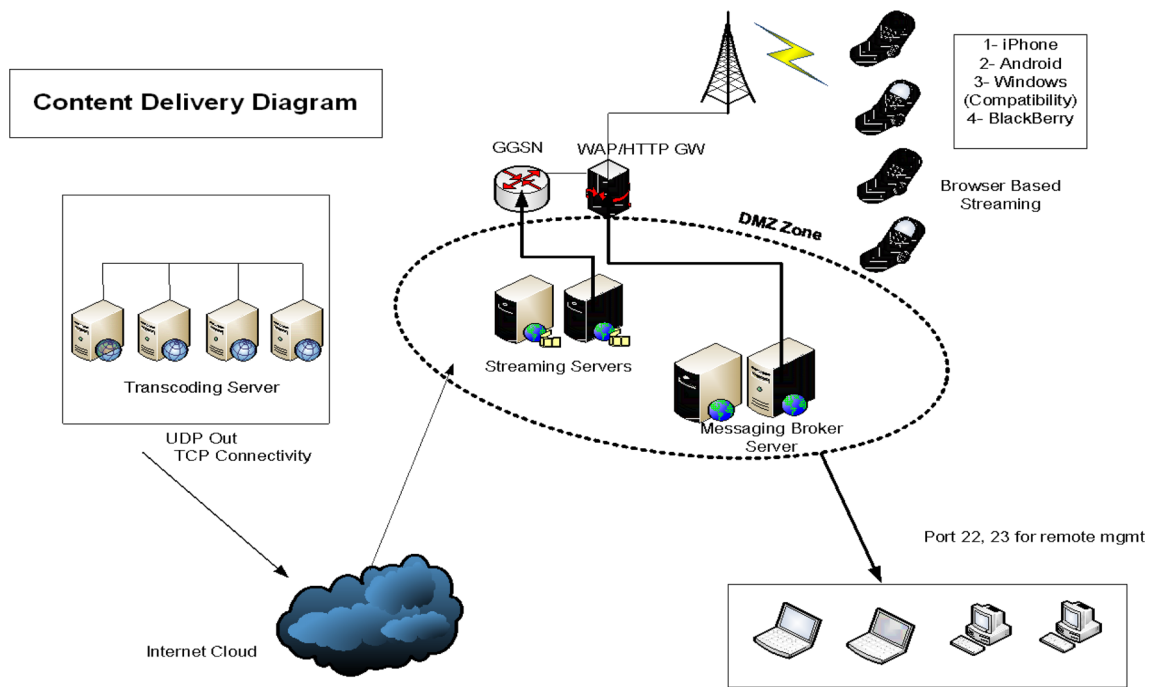 Content Delivery Diagram
1- iPhone
2- Android
3- Windows
(Compatibility)
4- BlackBerry
GGSN
WAP/HTTP GW
Browser Based
Streaming
DMZ Zone
Streaming Servers
Transcoding Server
Messaging Broker
Server
UDP Out
TCP Connectivity
Port 22, 23 for remote mgmt
Internet Cloud